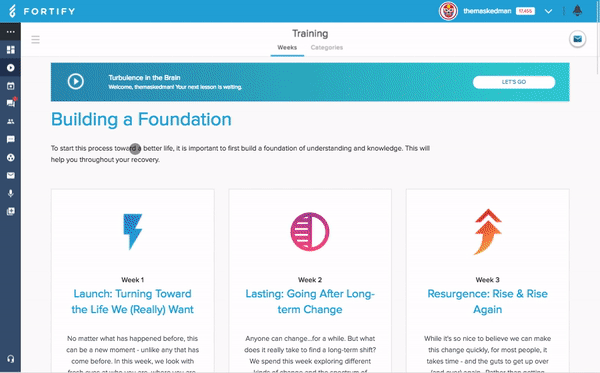 FORTIFY
themaskedman
Training
Weeks Categories
Turbulence in the Brain
Welcome, themaskedman! Your next lesson is waiting.
LET'S GO
Building a Foundation
To start this process toward a better life, it is important to first build a foundation of understanding and knowledge. This will
help you throughout your recovery.
Week 1
Launch: Turning Toward
the Life We (Really) Want
No matter what has happened before, this
can be a new moment - unlike any that has
come before. In this week, we look with
Week 2
Lasting: Going After Long-
term Change
Anyone can change...for a while. But what
does it really take to find a long-term shift?
We spend this week exploring different
Week 3
Resurgence: Rise & Rise
Again
While it's so nice to believe we can make
this change quickly, for most people, it
takes time - and the guts to get up over